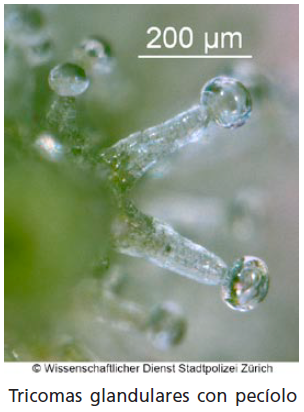 200 µm
© Wissenschaftlicher Dienst Stadtpolizei Zürich
Tricomas glandulares con pecíolo